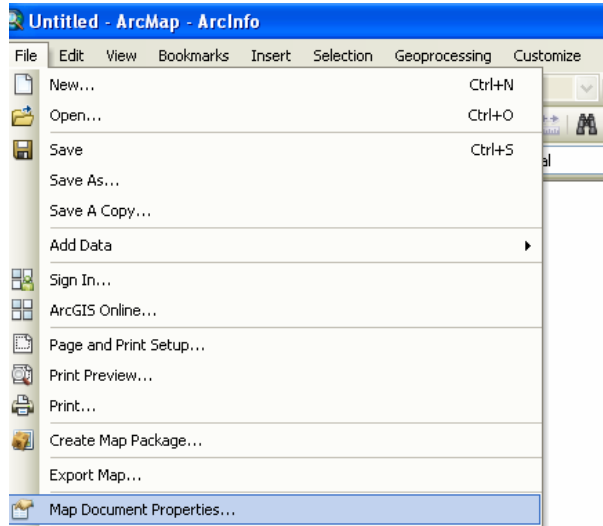 Untitled - ArcMap - ArcInfo
File Edit View Bookmarks Insert Selection Geoprocessing Customize
New... Ctrl+N
Open... Ctrl+O
Save Ctrl+S
al
Save As...
Save A Copy...
Add Data
Sign In...
ArcGIS Online...
Page and Print Setup...
Print Preview...
Print...
Create Map Package...
Export Map...
Map Document Properties...